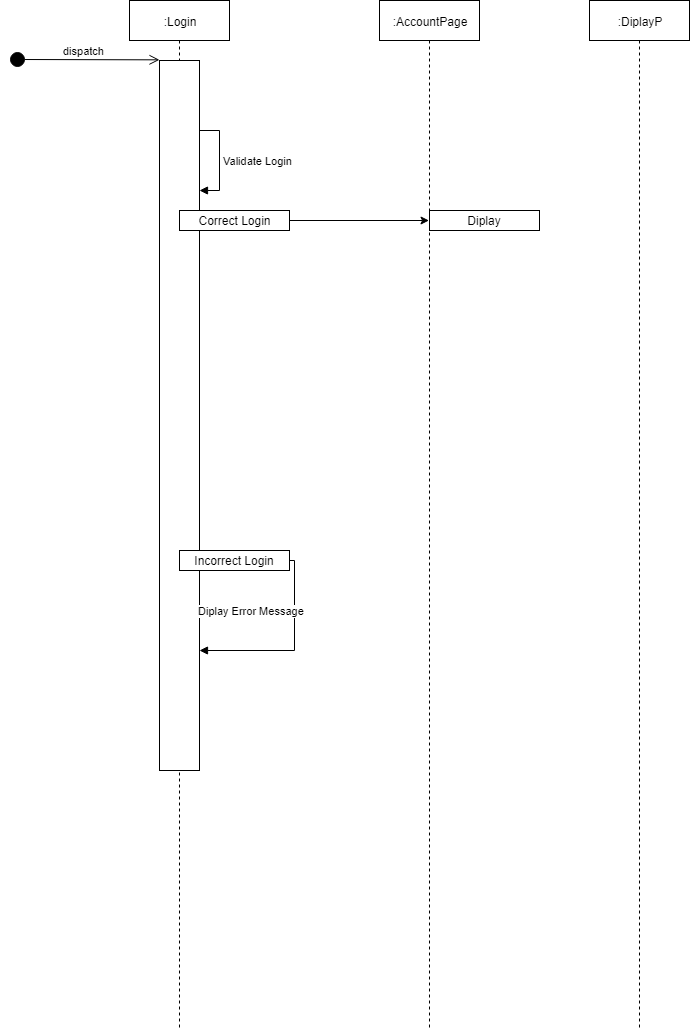 :Login
:AccountPage
:DiplayP
dispatch
Validate Login
Correct Login
Diplay
Incorrect Login
Diplay Error Message